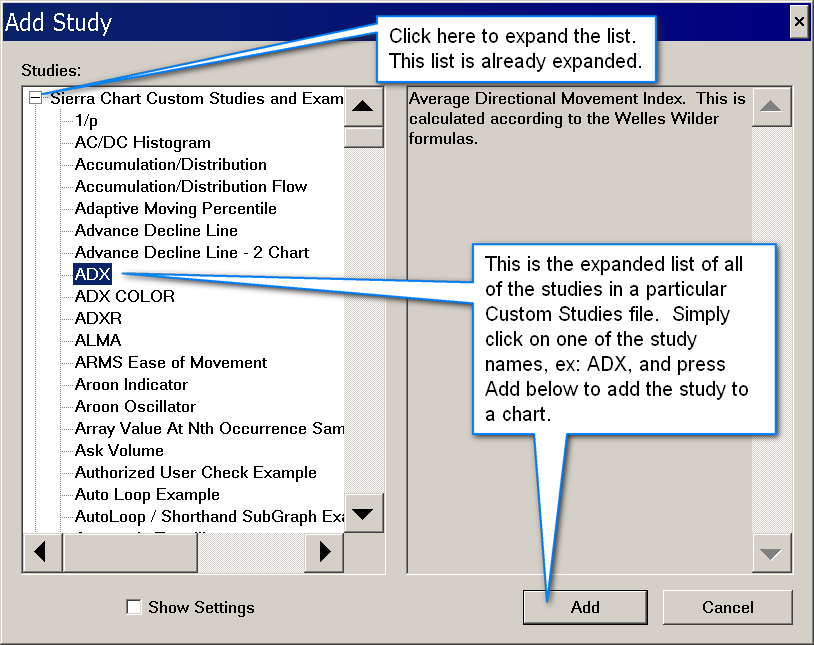 Add Study
Click here to expand the list.
This list is already expanded.
Studies:
Sierra Chart Custom Studies and Exam
1/p
AC/DC Histogram
Accumulation/Distribution
Accumulation/Distribution Flow
Adaptive Moving Percentile
Advance Decline Line
Advance Decline Line - 2 Chart
ADX
ADX COLOR
ADXR
ALMA
ARMS Ease of Movement
Aroon Indicator
Aroon Oscillator
Array Value At Nth Occurrence Sam
Ask Volume
Authorized User Check Example
Auto Loop Example
AutoLoop / Shorthand SubGraph Exa
Average Directional Movement Index.  This is
calculated according to the Welles Wilder
formulas.
This is the expanded list of all
of the studies in a particular
Custom Studies file.  Simply
click on one of the study
names, ex: ADX, and press
Add below to add the study to
a chart.
Show Settings
Add
Cancel